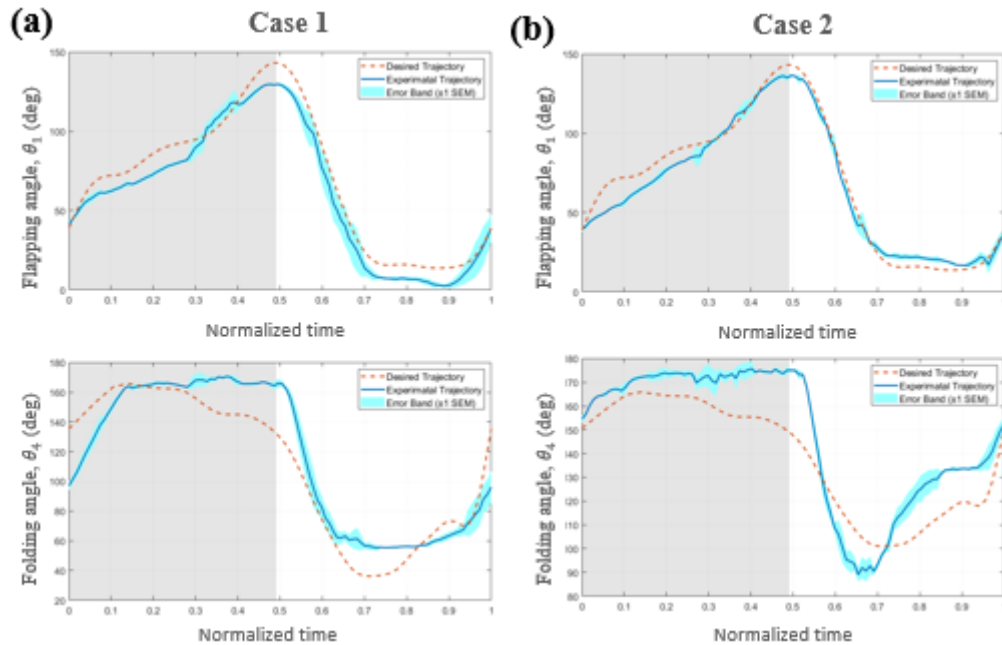 (a) Case 1
(b) Case 2
Flapping angle, θ₁ (deg)
150
100
50
0
Desired Trajectory
Experimatal Trajectory
Error Band (±1 SEM)
0 0.1 0.2 0.3 0.4 0.5 0.6 0.7 0.8 0.9 1
Normalized time
Flapping angle, θ₁ (deg)
150
100
50
0
Desired Trajectory
Experimatal Trajectory
Error Band (±1 SEM)
0 0.1 0.2 0.3 0.4 0.5 0.6 0.7 0.8 0.9
Normalized time
Folding angle, θ₄ (deg)
180
160
140
120
100
80
60
40
20
Desired Trajectory
Experimatal Trajectory
Error Band (±1 SEM)
0 0.1 0.2 0.3 0.4 0.5 0.6 0.7 0.8 0.9 1
Normalized time
Folding angle, θ₄ (deg)
180
170
160
150
140
130
120
110
100
90
80
Desired Trajectory
Experimatal Trajectory
Error Band (±1 SEM)
0 0.1 0.2 0.3 0.4 0.5 0.6 0.7 0.8 0.9
Normalized time